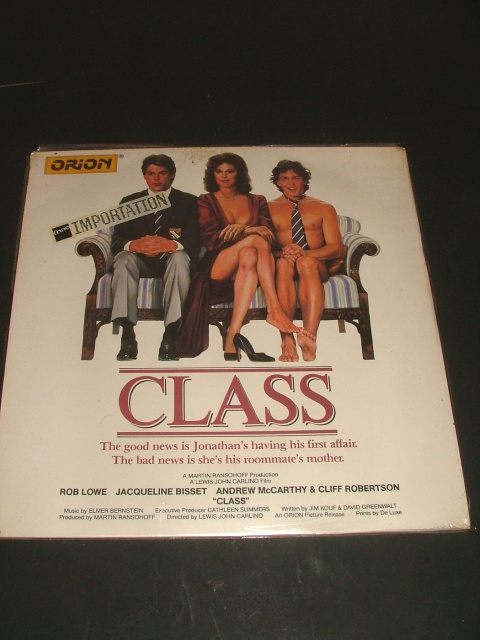 ORION®
fnac IMPORTATION
CLASS
The good news is Jonathan's having his first affair.
The bad news is she's his roommate's mother.
A MARTIN RANSOHOFF Production
A LEWIS JOHN CARLINO Film
ROB LOWE JACQUELINE BISSET ANDREW McCARTHY & CLIFF ROBERTSON
"CLASS"
Music by ELMER BERNSTEIN Executive Producer CATHLEEN SUMMERS Written by JIM KOUF & DAVID GREENWALT
Produced by MARTIN RANSOHOFF Directed by LEWIS JOHN CARLINO An ORION Picture Release Prints by De Luxe